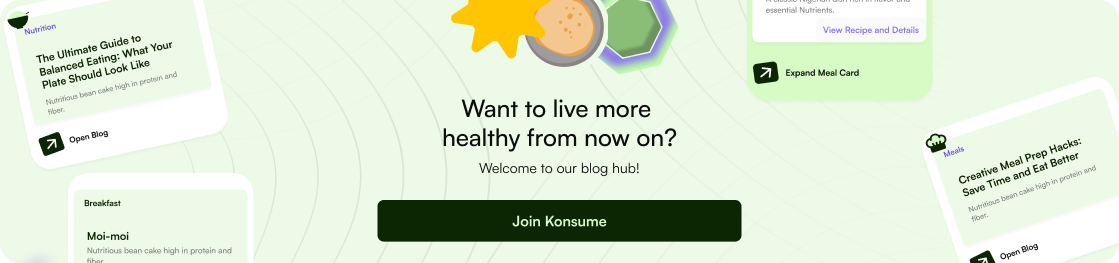 Nutrition
The Ultimate Guide to
Balanced Eating: What Your
Plate Should Look Like
Nutritious bean cake high in protein and
fiber.
Open Blog
Breakfast
Moi-moi
Nutritious bean cake high in protein and
fiber.
Want to live more
healthy from now on?
Welcome to our blog hub!
Join Konsume
essential Nutrients.
View Recipe and Details
Expand Meal Card
Meals
Creative Meal Prep Hacks:
Save Time and Eat Better
Nutritious bean cake high in protein and
fiber.
Open Blog